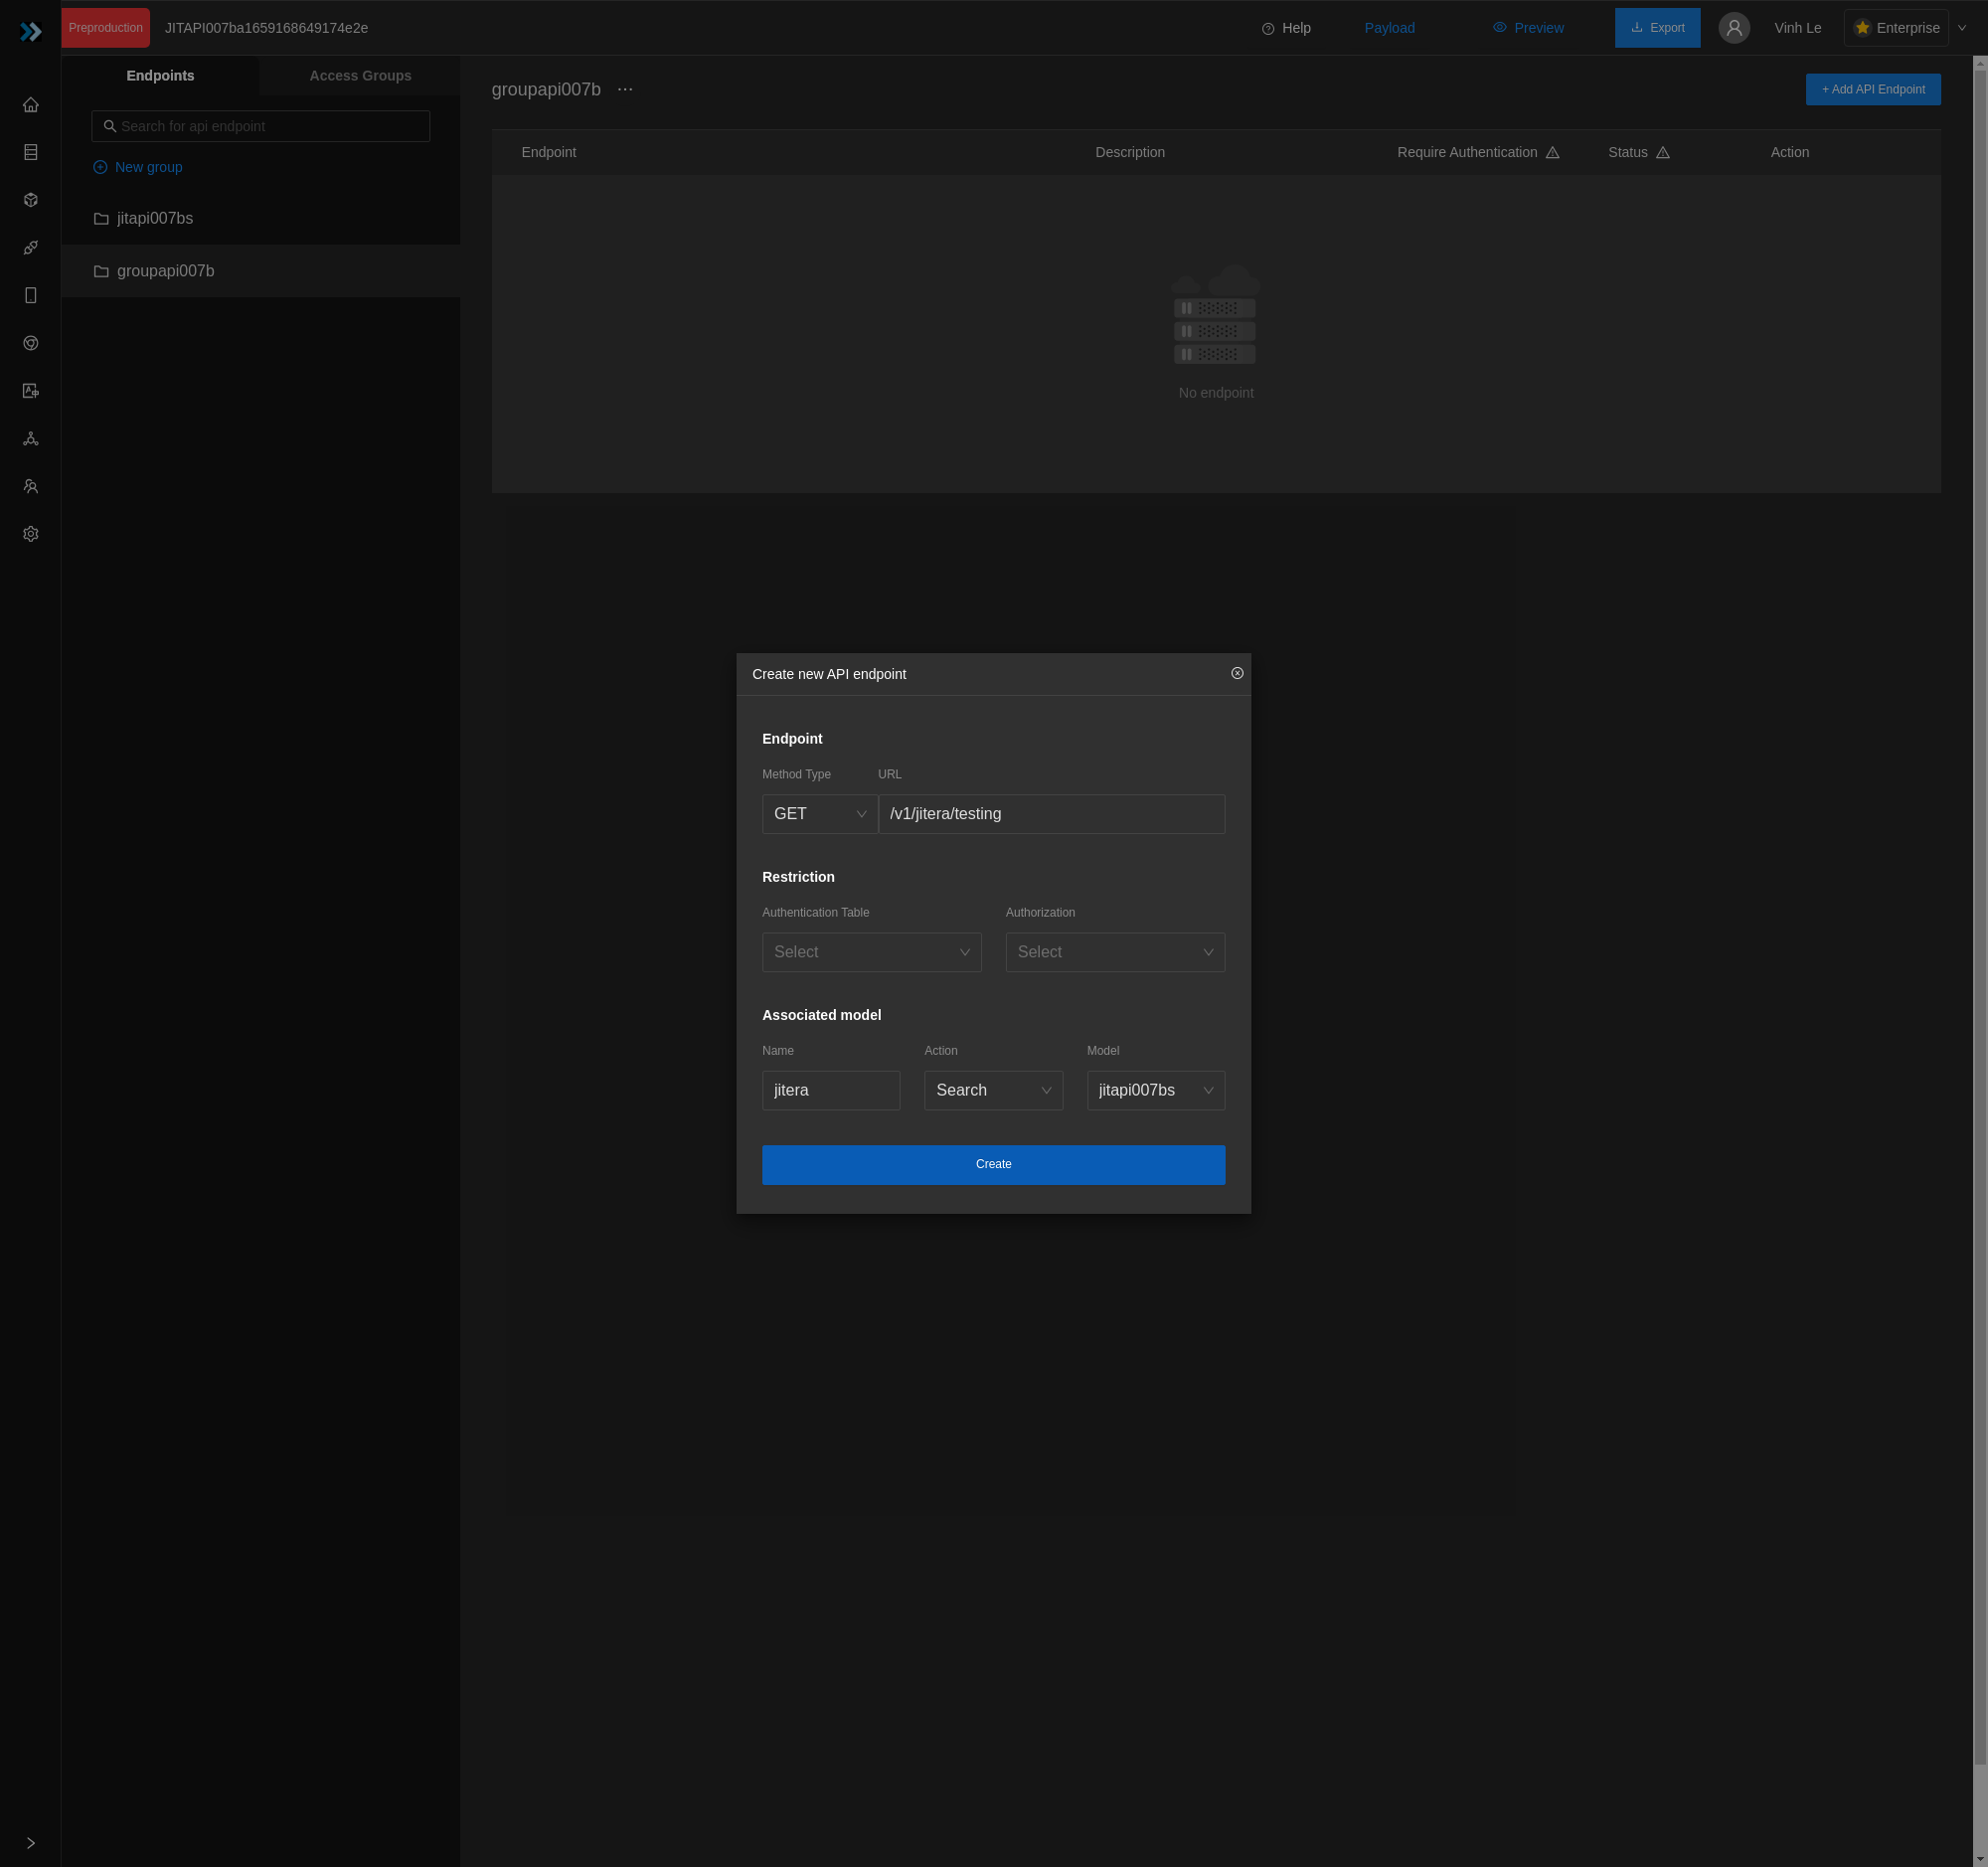 Preproduction JITAPI007ba1659168649174e2e Help Payload Preview Export Vinh Le Enterprise
Endpoints Access Groups
Search for api endpoint
New group
jitapi007bs
groupapi007b
groupapi007b ··· + Add API Endpoint
Endpoint Description Require Authentication Status Action
No endpoint
Create new API endpoint
Endpoint
Method Type URL
GET /v1/jitera/testing
Restriction
Authentication Table Authorization
Select Select
Associated model
Name Action Model
jitera Search jitapi007bs
Create